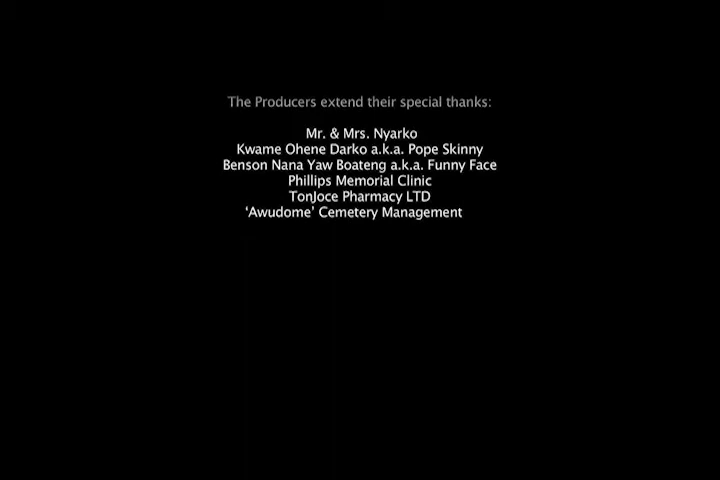 The Producers extend their special thanks:
Mr. & Mrs. Nyarko
Kwame Ohene Darko a.k.a. Pope Skinny
Benson Nana Yaw Boateng a.k.a. Funny Face
Phillips Memorial Clinic
TonJoce Pharmacy LTD
‘Awudome’ Cemetery Management